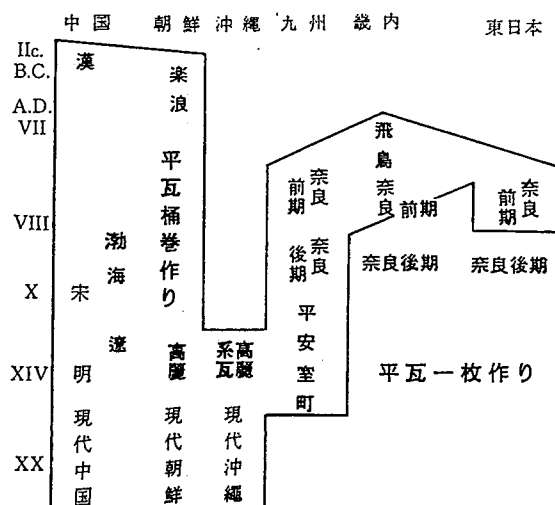 中国 朝鮮 沖縄 九州 畿内 東日本
IIc.
B.C.
A.D.
VII
VIII
X
XIV
XX
漢
宋
明
現代中国
渤海
遼
楽浪
平瓦桶巻作り
高麗
現代朝鮮
高麗
系瓦
現代沖縄
奈良
前期
奈良
後期
平安室町
飛鳥
奈良
前期
奈良後期
奈良
前期
奈良後期
平瓦一枚作り